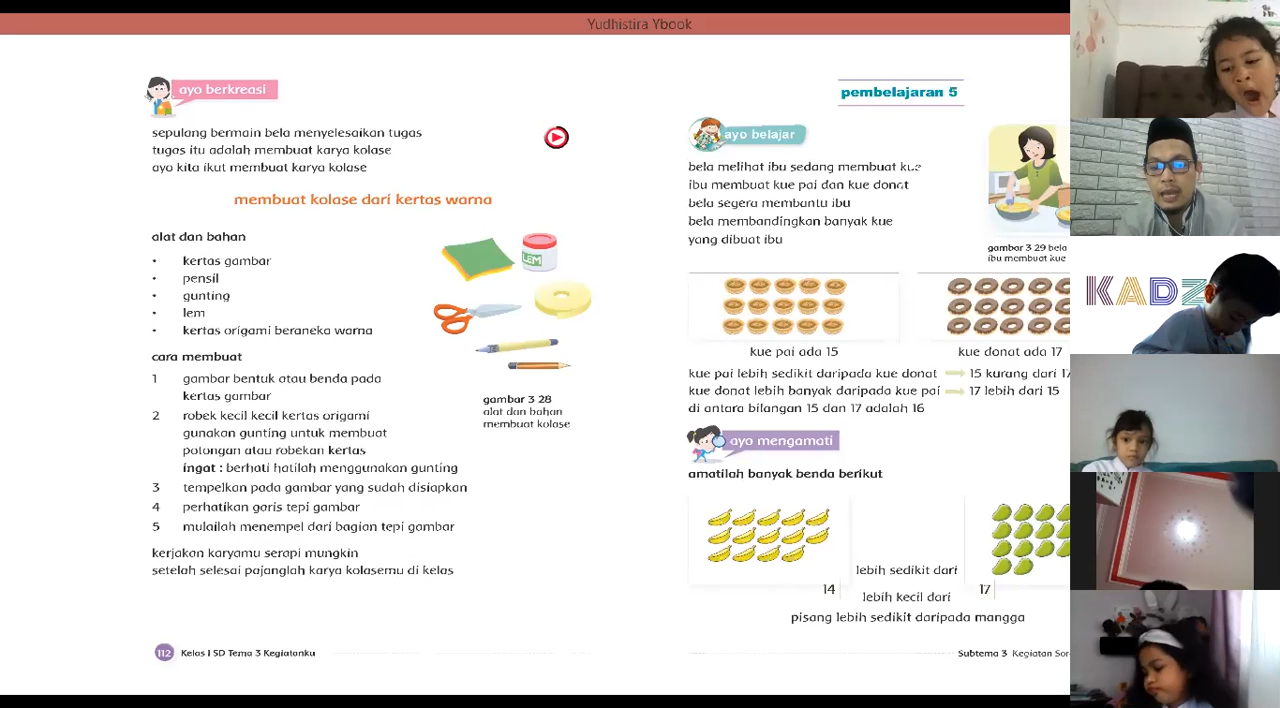 Yudhistira Ybook
ayo berkreasi
sepulang bermain bela menyelesaikan tugas
tugas itu adalah membuat karya kolase
ayo kita ikut membuat karya kolase
membuat kolase dari kertas warna
alat dan bahan
• kertas gambar
• pensil
• gunting
• lem
• kertas origami beraneka warna
LEM
cara membuat
1 gambar bentuk atau benda pada
kertas gambar
2 robek kecil kecil kertas origami
gunakan gunting untuk membuat
potongan atau robekan kertas
ingat : berhati hatilah menggunakan gunting
3 tempelkan pada gambar yang sudah disiapkan
4 perhatikan garis tepi gambar
5 mulailah menempel dari bagian tepi gambar
gambar 3 28
alat dan bahan
membuat kolase
kerjakan karyamu serapi mungkin
setelah selesai pajanglah karya kolasemu di kelas
112 Kelas I SD Tema 3 Kegiatanku
pembelajaran 5
ayo belajar
bela melihat ibu sedang membuat kue
ibu membuat kue pai dan kue donat
bela segera membantu ibu
bela membandingkan banyak kue
yang dibuat ibu
gambar 3 29 bela
ibu membuat kue
kue pai ada 15
kue donat ada 17
kue pai lebih sedikit daripada kue donat 15 kurang dari 17
kue donat lebih banyak daripada kue pai 17 lebih dari 15
di antara bilangan 15 dan 17 adalah 16
ayo mengamati
amatilah banyak benda berikut
lebih sedikit dari
14 lebih kecil dari 17
pisang lebih sedikit daripada mangga
Subtema 3 Kegiatan
KADZ